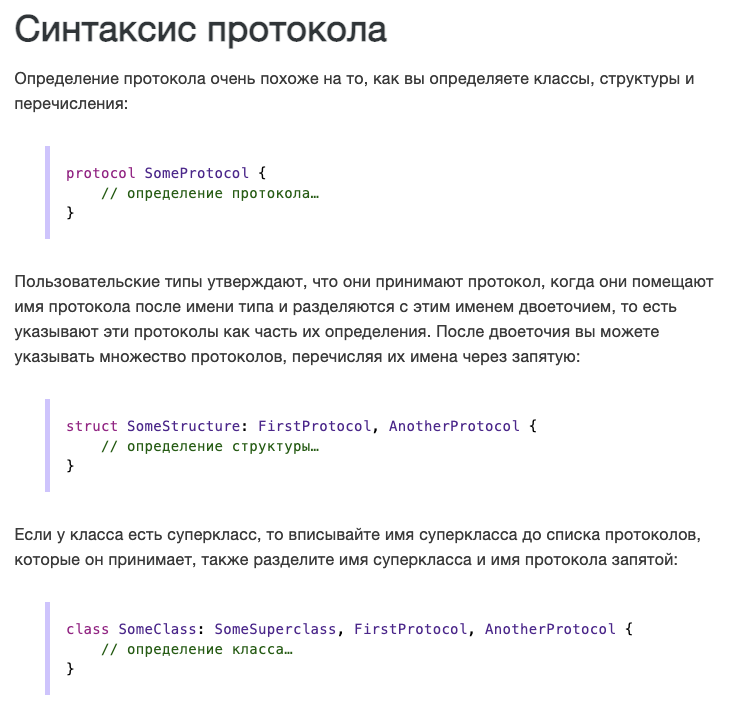 Синтаксис протокола
Определение протокола очень похоже на то, как вы определяете классы, структуры и
перечисления:
protocol SomeProtocol {
    // определение протокола…
}
Пользовательские типы утверждают, что они принимают протокол, когда они помещают
имя протокола после имени типа и разделяются с этим именем двоеточием, то есть
указывают эти протоколы как часть их определения. После двоеточия вы можете
указывать множество протоколов, перечисляя их имена через запятую:
struct SomeStructure: FirstProtocol, AnotherProtocol {
    // определение структуры…
}
Если у класса есть суперкласс, то вписывайте имя суперкласса до списка протоколов,
которые он принимает, также разделите имя суперкласса и имя протокола запятой:
class SomeClass: SomeSuperclass, FirstProtocol, AnotherProtocol {
    // определение класса…
}